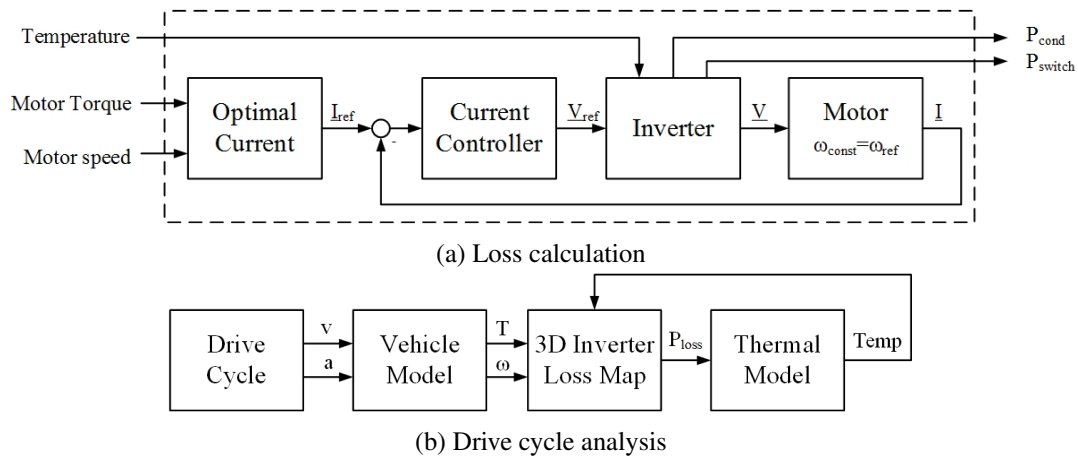 Temperature
P_cond
P_switch
Motor Torque
Motor speed
Optimal
Current
I_ref
-
Current
Controller
V_ref
Inverter
V
Motor
ω_const=ω_ref
I
(a) Loss calculation
Drive
Cycle
v
a
Vehicle
Model
T
ω
3D Inverter
Loss Map
P_loss
Thermal
Model
Temp
(b) Drive cycle analysis